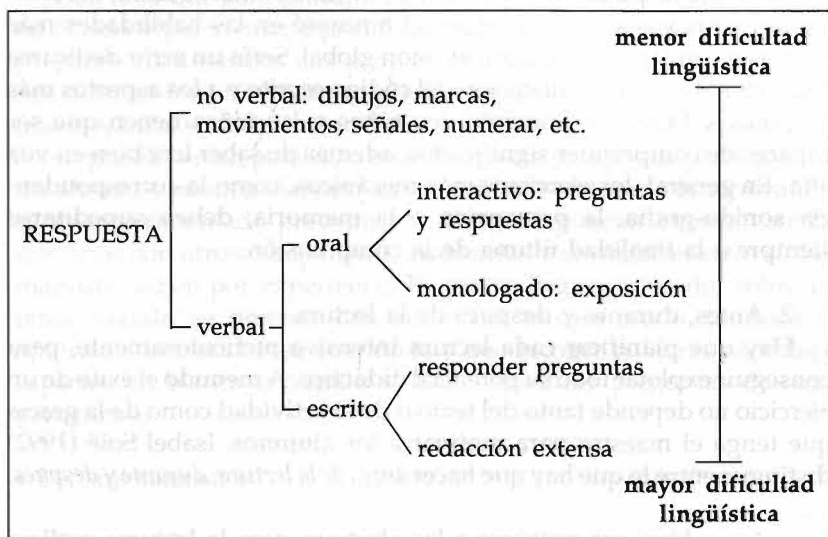 menor dificultad
lingüística
no verbal: dibujos, marcas,
movimientos, señales, numerar, etc.
interactivo: preguntas
y respuestas
RESPUESTA
oral
monologado: exposición
verbal
responder preguntas
escrito
redacción extensa
mayor dificultad
lingüística